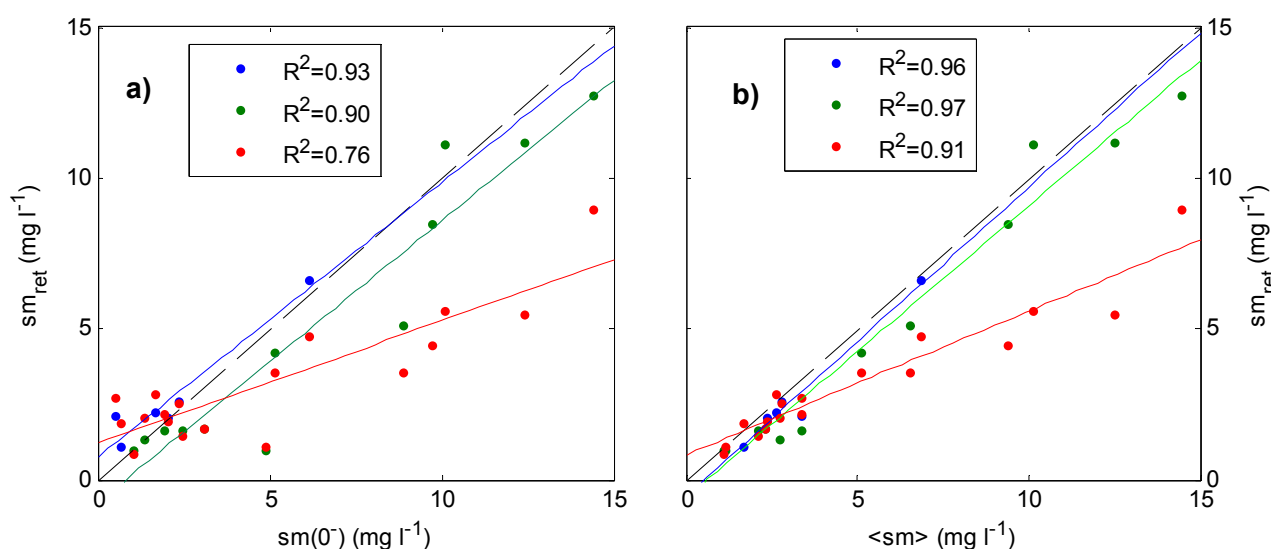 a)
R²=0.93
R²=0.90
R²=0.76
15
10
5
0
sm_ret (mg l⁻¹)
0 5 10 15
sm(0⁻) (mg l⁻¹)
b)
R²=0.96
R²=0.97
R²=0.91
15
10
5
0
sm_ret (mg l⁻¹)
0 5 10 15
<sm> (mg l⁻¹)